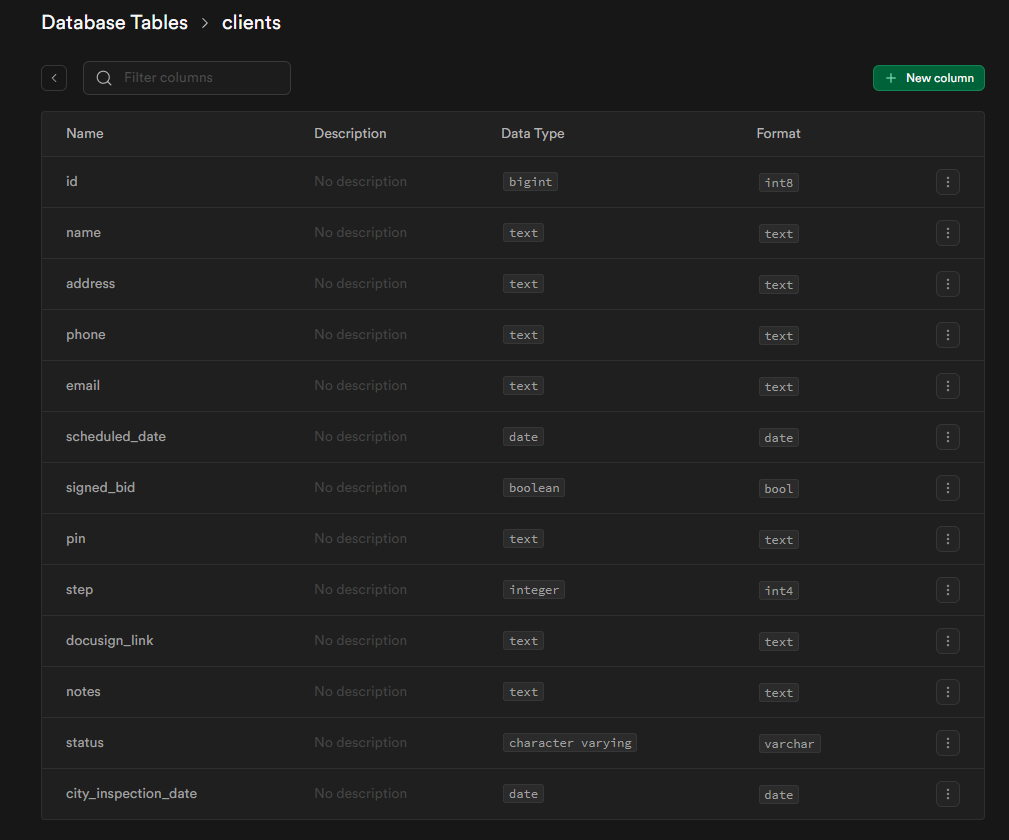 Database Tables > clients
Filter columns
New column
Name Description Data Type Format
id No description bigint int8
name No description text text
address No description text text
phone No description text text
email No description text text
scheduled_date No description date date
signed_bid No description boolean bool
pin No description text text
step No description integer int4
docusign_link No description text text
notes No description text text
status No description character varying varchar
city_inspection_date No description date date